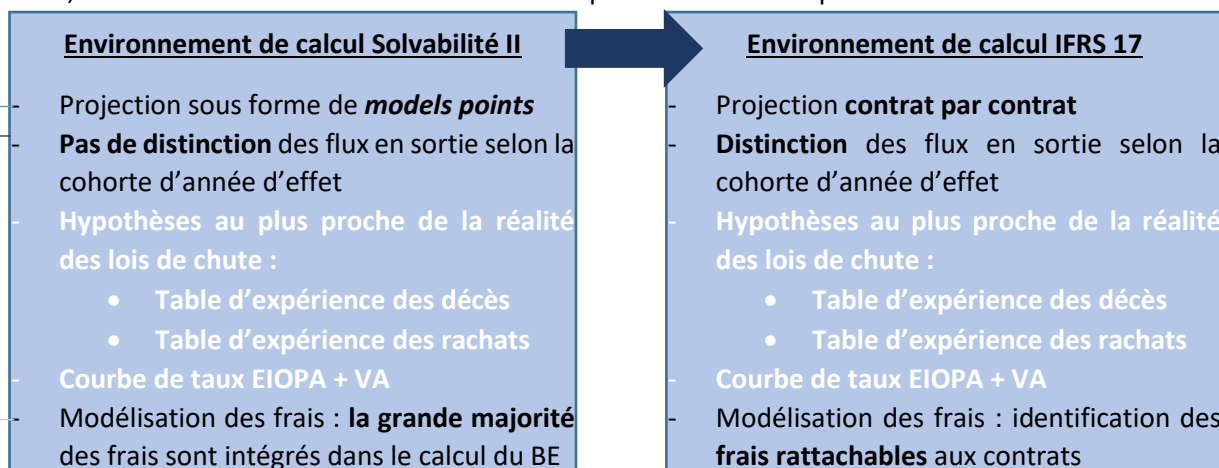 Environnement de calcul Solvabilité II
- Projection sous forme de models points
- Pas de distinction des flux en sortie selon la
cohorte d'année d'effet
- Hypothèses au plus proche de la réalité
des lois de chute :
• Table d'expérience des décès
• Table d'expérience des rachats
- Courbe de taux EIOPA + VA
- Modélisation des frais : la grande majorité
des frais sont intégrés dans le calcul du BE
Environnement de calcul IFRS 17
- Projection contrat par contrat
- Distinction des flux en sortie selon la
cohorte d'année d'effet
- Hypothèses au plus proche de la réalité
des lois de chute :
• Table d'expérience des décès
• Table d'expérience des rachats
- Courbe de taux EIOPA + VA
- Modélisation des frais : identification des
frais rattachables aux contrats